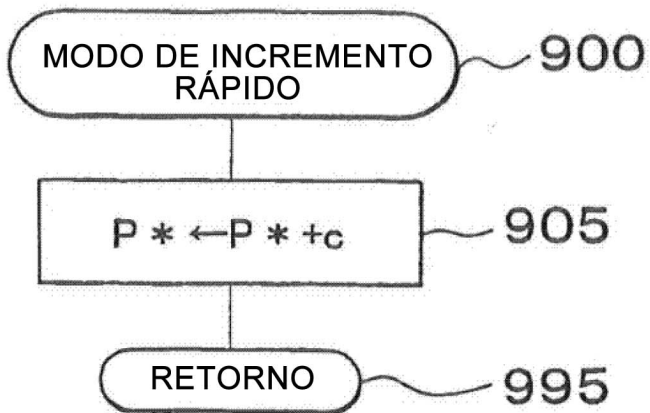 MODO DE INCREMENTO
RÁPIDO
900
P * ←P * +c
905
RETORNO
995